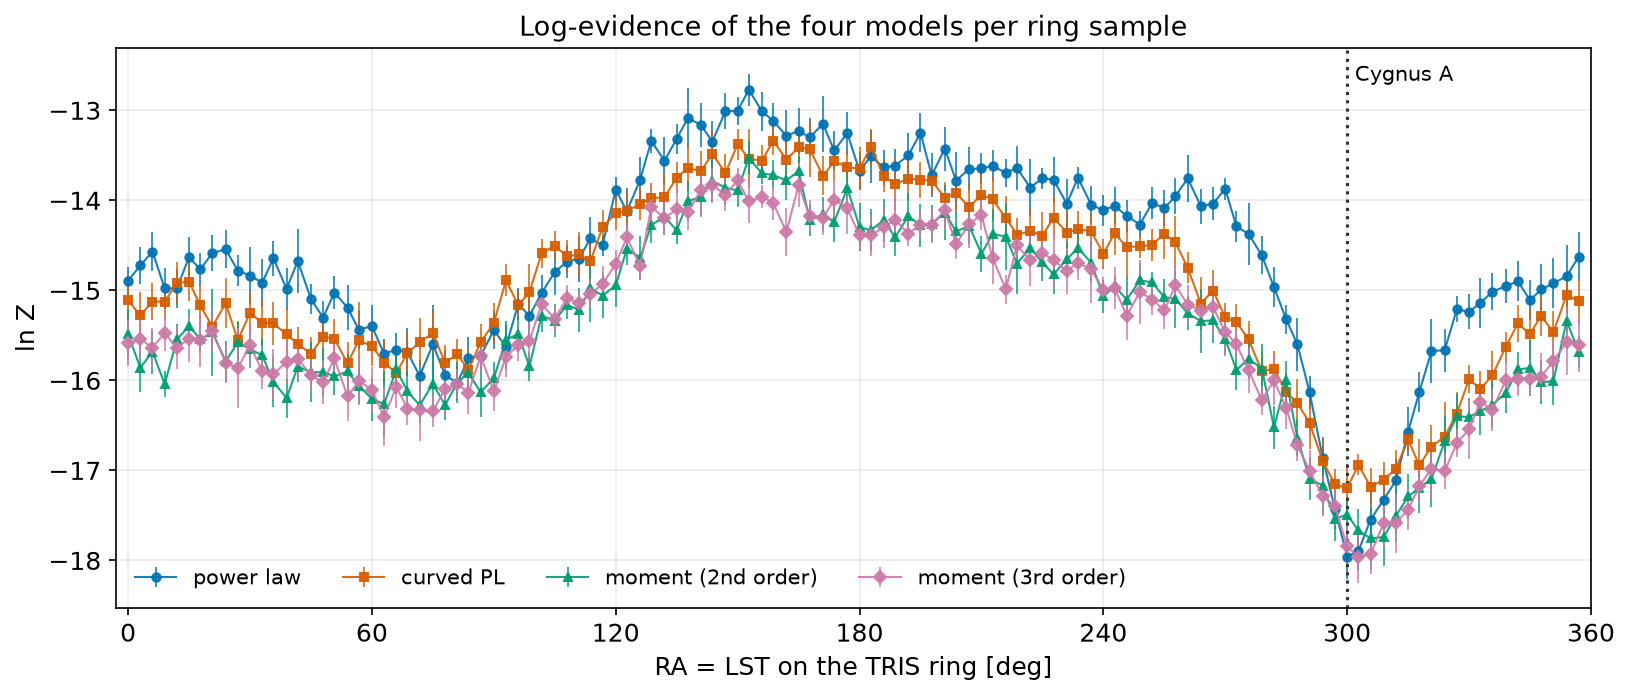 Log-evidence of the four models per ring sample
Cygnus A
ln Z
−13
−14
−15
−16
−17
−18
power law
curved PL
moment (2nd order)
moment (3rd order)
0
60
120
180
240
300
360
RA = LST on the TRIS ring [deg]